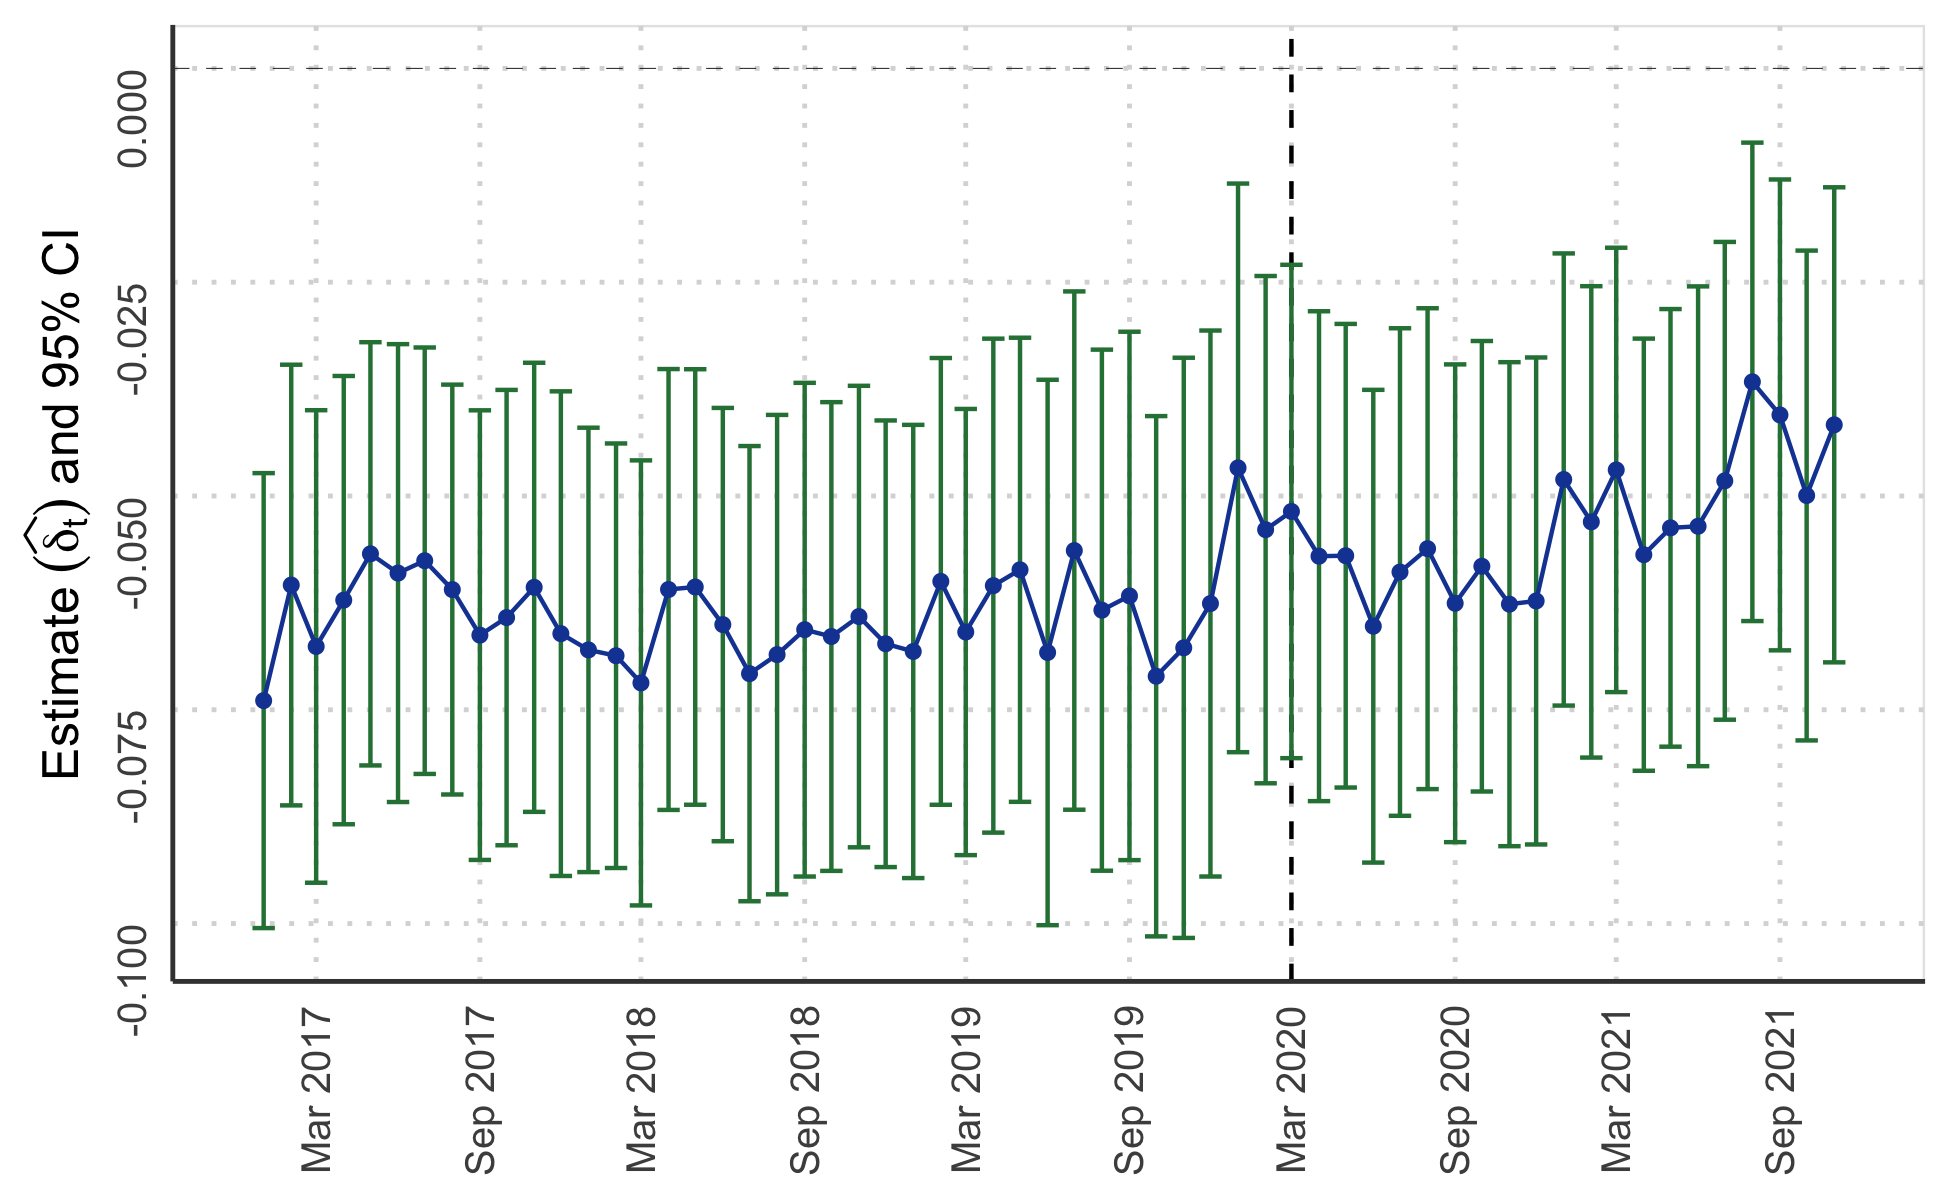 Estimate (δ̂ₜ) and 95% CI
0.000
-0.025
-0.050
-0.075
-0.100
Mar 2017
Sep 2017
Mar 2018
Sep 2018
Mar 2019
Sep 2019
Mar 2020
Sep 2020
Mar 2021
Sep 2021